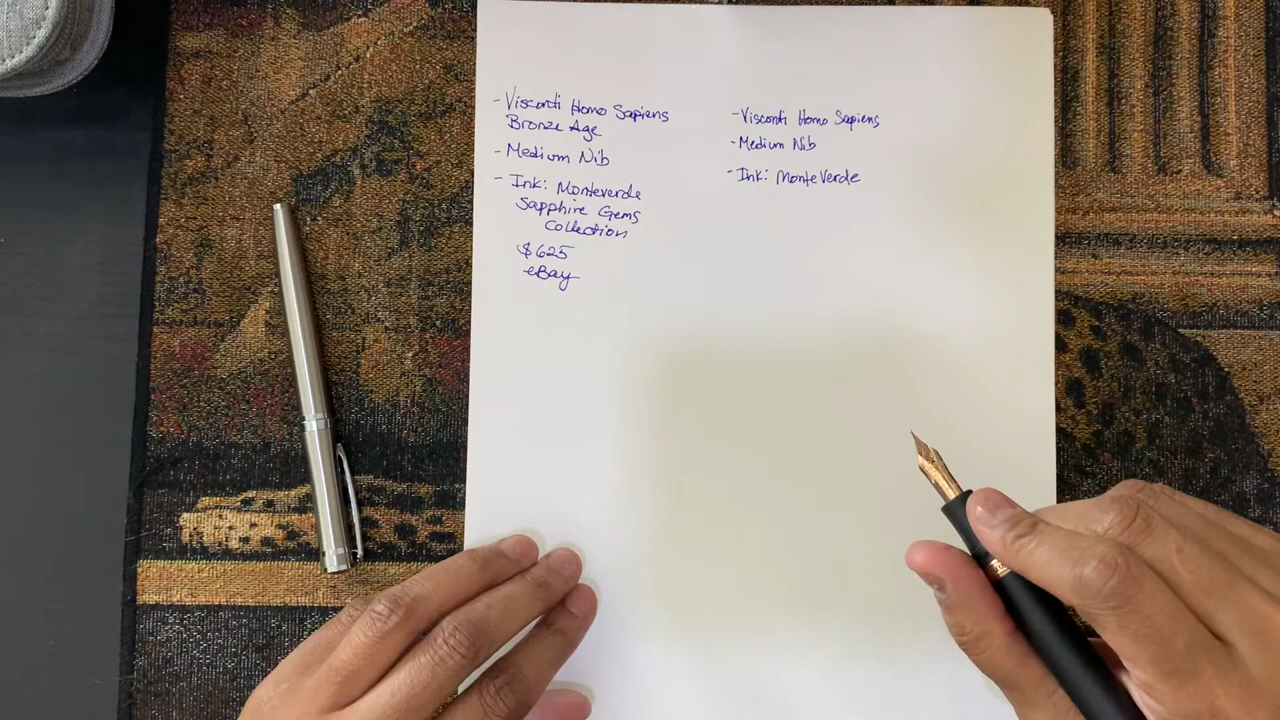 - Visconti Homo Sapiens
Bronze Age
- Medium Nib
- Ink: Monteverde
Sapphire Gems
Collection
$625
eBay
- Visconti Homo Sapiens
- Medium Nib
- Ink: MonteVerde